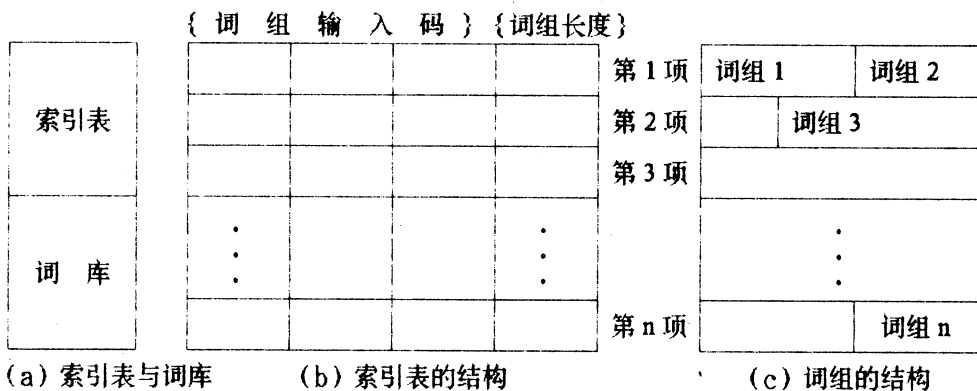 {词组输入码} {词组长度}
索引表
词库
第1项
第2项
第3项
第n项
词组1 词组2
词组3
词组n
(a) 索引表与词库 (b) 索引表的结构 (c) 词组的结构